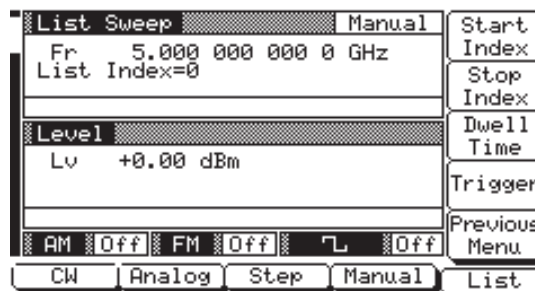 List Sweep Manual
Fr 5.000 000 000 0 GHz
List Index=0
Level
Lv +0.00 dBm
AM Off FM Off Off
Start
Index
Stop
Index
Dwell
Time
Trigger
Previous
Menu
CW Analog Step Manual List